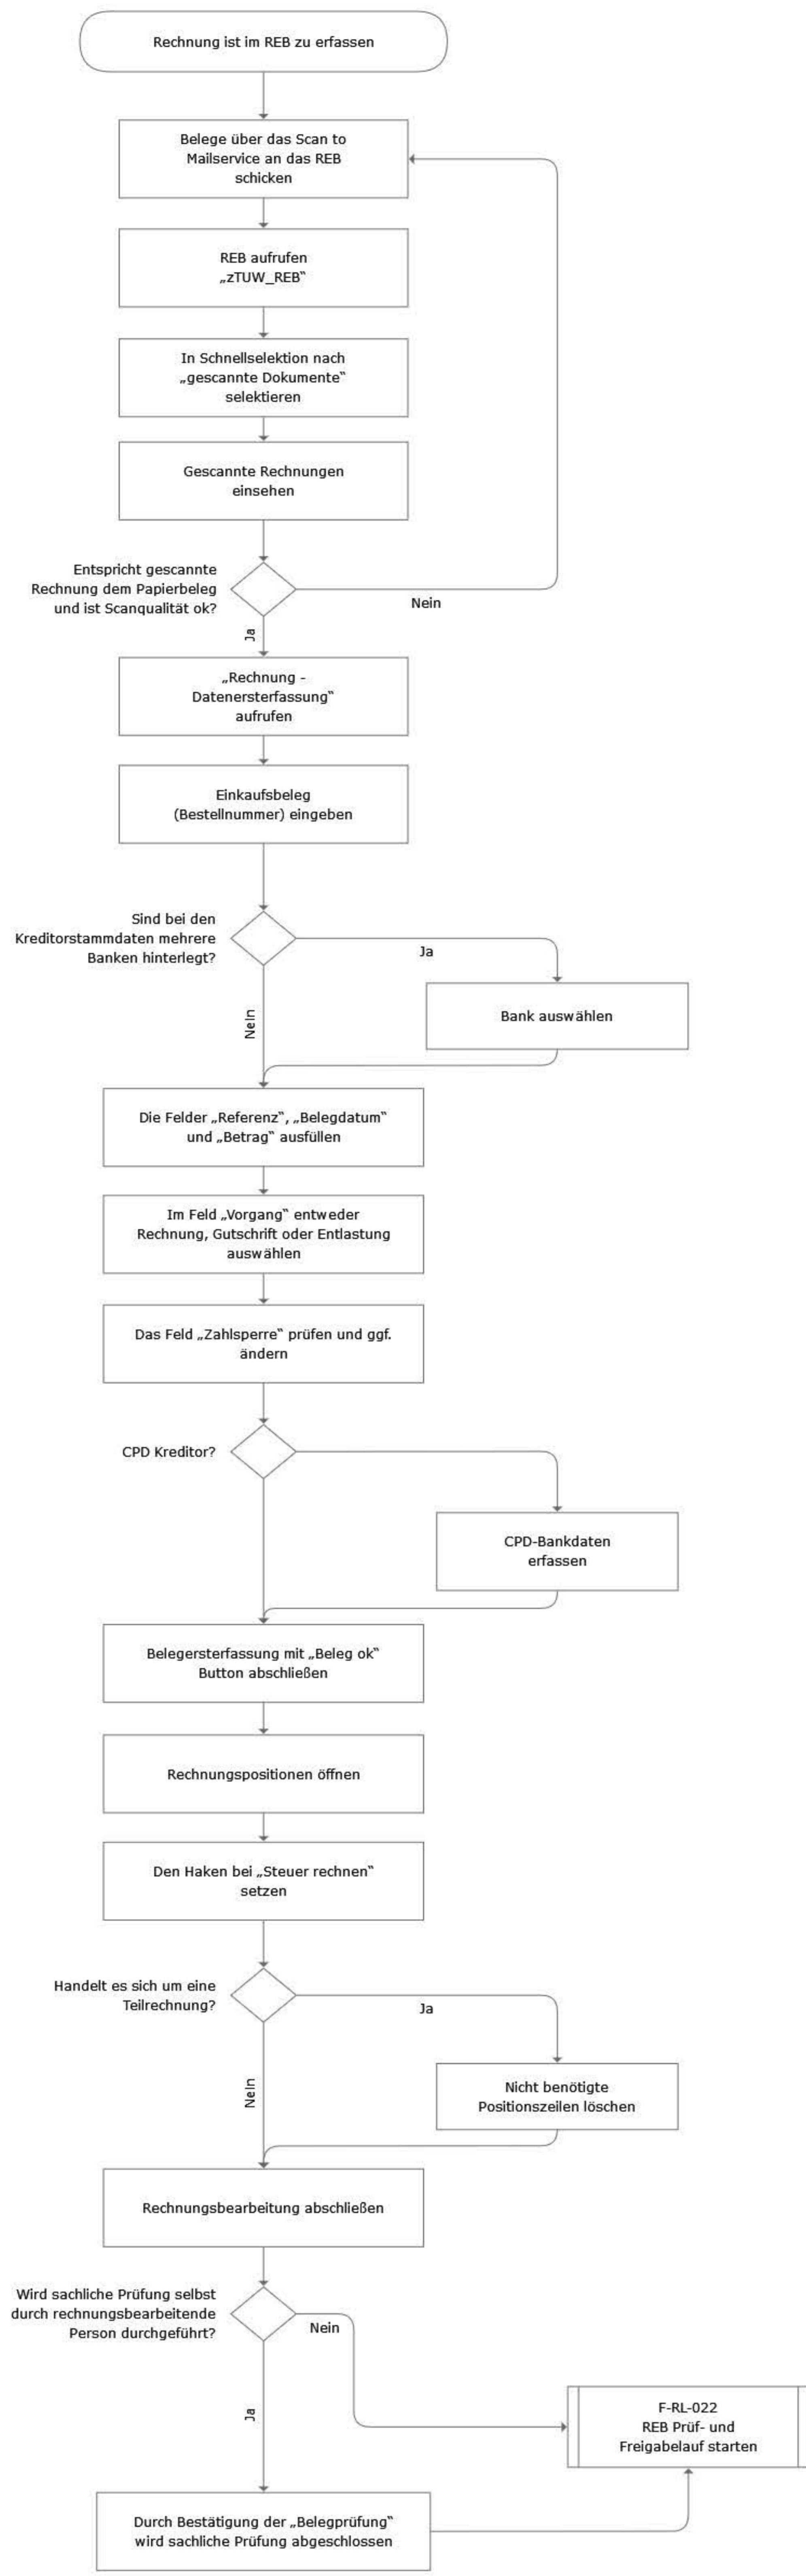 Rechnung ist im REB zu erfassen
Belege über das Scan to
Mailservice an das REB
schicken
REB aufrufen
„zTUW_REB“
In Schnellselektion nach
„gescannte Dokumente“
selektieren
Gescannte Rechnungen
einsehen
Entspricht gescannte
Rechnung dem Papierbeleg
und ist Scanqualität ok?
Nein
Ja
„Rechnung -
Datenersterfassung“
aufrufen
Einkaufsbeleg
(Bestellnummer) eingeben
Sind bei den
Kreditorstammdaten mehrere
Banken hinterlegt?
Ja
Nein
Bank auswählen
Die Felder „Referenz“, „Belegdatum“
und „Betrag“ ausfüllen
Im Feld „Vorgang“ entweder
Rechnung, Gutschrift oder Entlastung
auswählen
Das Feld „Zahlsperre“ prüfen und ggf.
ändern
CPD Kreditor?
CPD-Bankdaten
erfassen
Belegersterfassung mit „Beleg ok“
Button abschließen
Rechnungspositionen öffnen
Den Haken bei „Steuer rechnen“
setzen
Handelt es sich um eine
Teilrechnung?
Ja
Nein
Nicht benötigte
Positionszeilen löschen
Rechnungsbearbeitung abschließen
Wird sachliche Prüfung selbst
durch rechnungsbearbeitende
Person durchgeführt?
Nein
Ja
F-RL-022
REB Prüf- und
Freigabelauf starten
Durch Bestätigung der „Belegprüfung“
wird sachliche Prüfung abgeschlossen